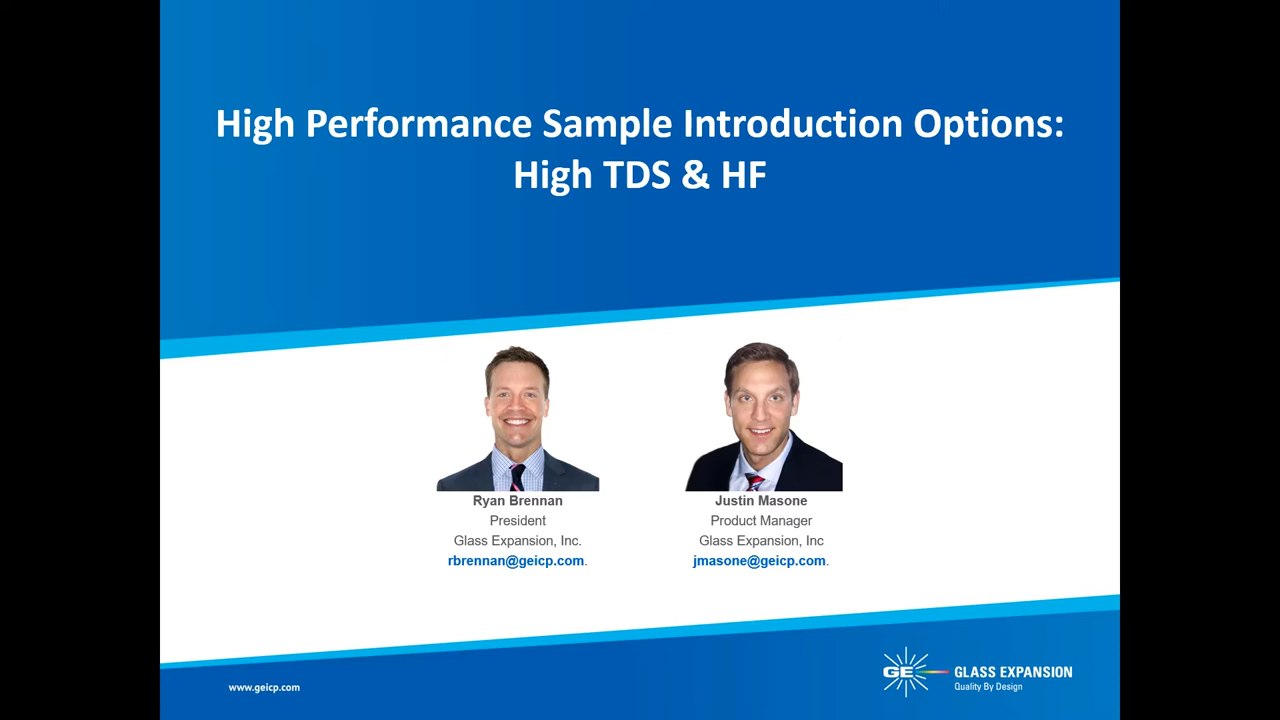 High Performance Sample Introduction Options:
High TDS & HF
Ryan Brennan
President
Glass Expansion, Inc.
rbrennan@geicp.com.
Justin Masone
Product Manager
Glass Expansion, Inc
jmasone@geicp.com.
www.geicp.com
GE
GLASS EXPANSION
Quality By Design